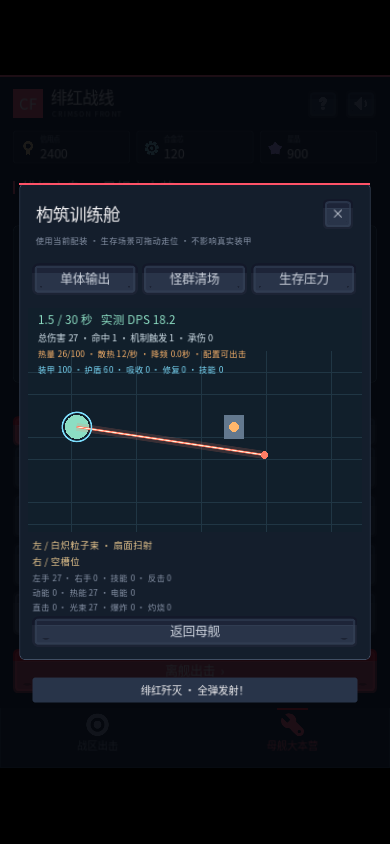 CF 绯红战线
?
2400
120
900
构筑训练舱
×
使用当前配装 · 生存场景可拖动走位 · 不影响真实装甲
单体输出 怪群清场 生存压力
1.5 / 30 秒 实测 DPS 18.2
总伤害 27 · 命中 1 · 机制触发 1 · 承伤 0
热量 26/100 · 散热 12/秒 · 降频 0.0秒 · 配置可出击
装甲 100 · 护盾 60 · 吸收 0 · 修复 0 · 技能 0
左 / 白炽粒子束 · 扇面扫射
右 / 空槽位
左手 27 · 右手 0 · 技能 0 · 反击 0
动能 0 · 热能 27 · 电能 0
直击 0 · 光束 27 · 爆炸 0 · 灼烧 0
返回母舰
绯红歼灭 · 全弹发射!